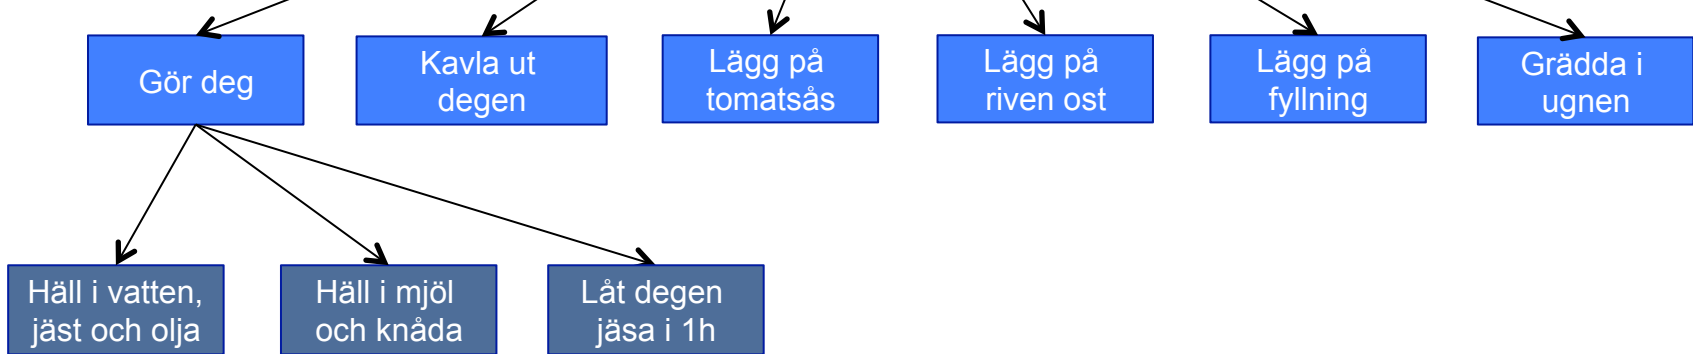 Gör deg
Kavla ut
degen
Lägg på
tomatsås
Lägg på
riven ost
Lägg på
fyllning
Grädda i
ugnen
Häll i vatten,
jäst och olja
Häll i mjöl
och knåda
Låt degen
jäsa i 1h